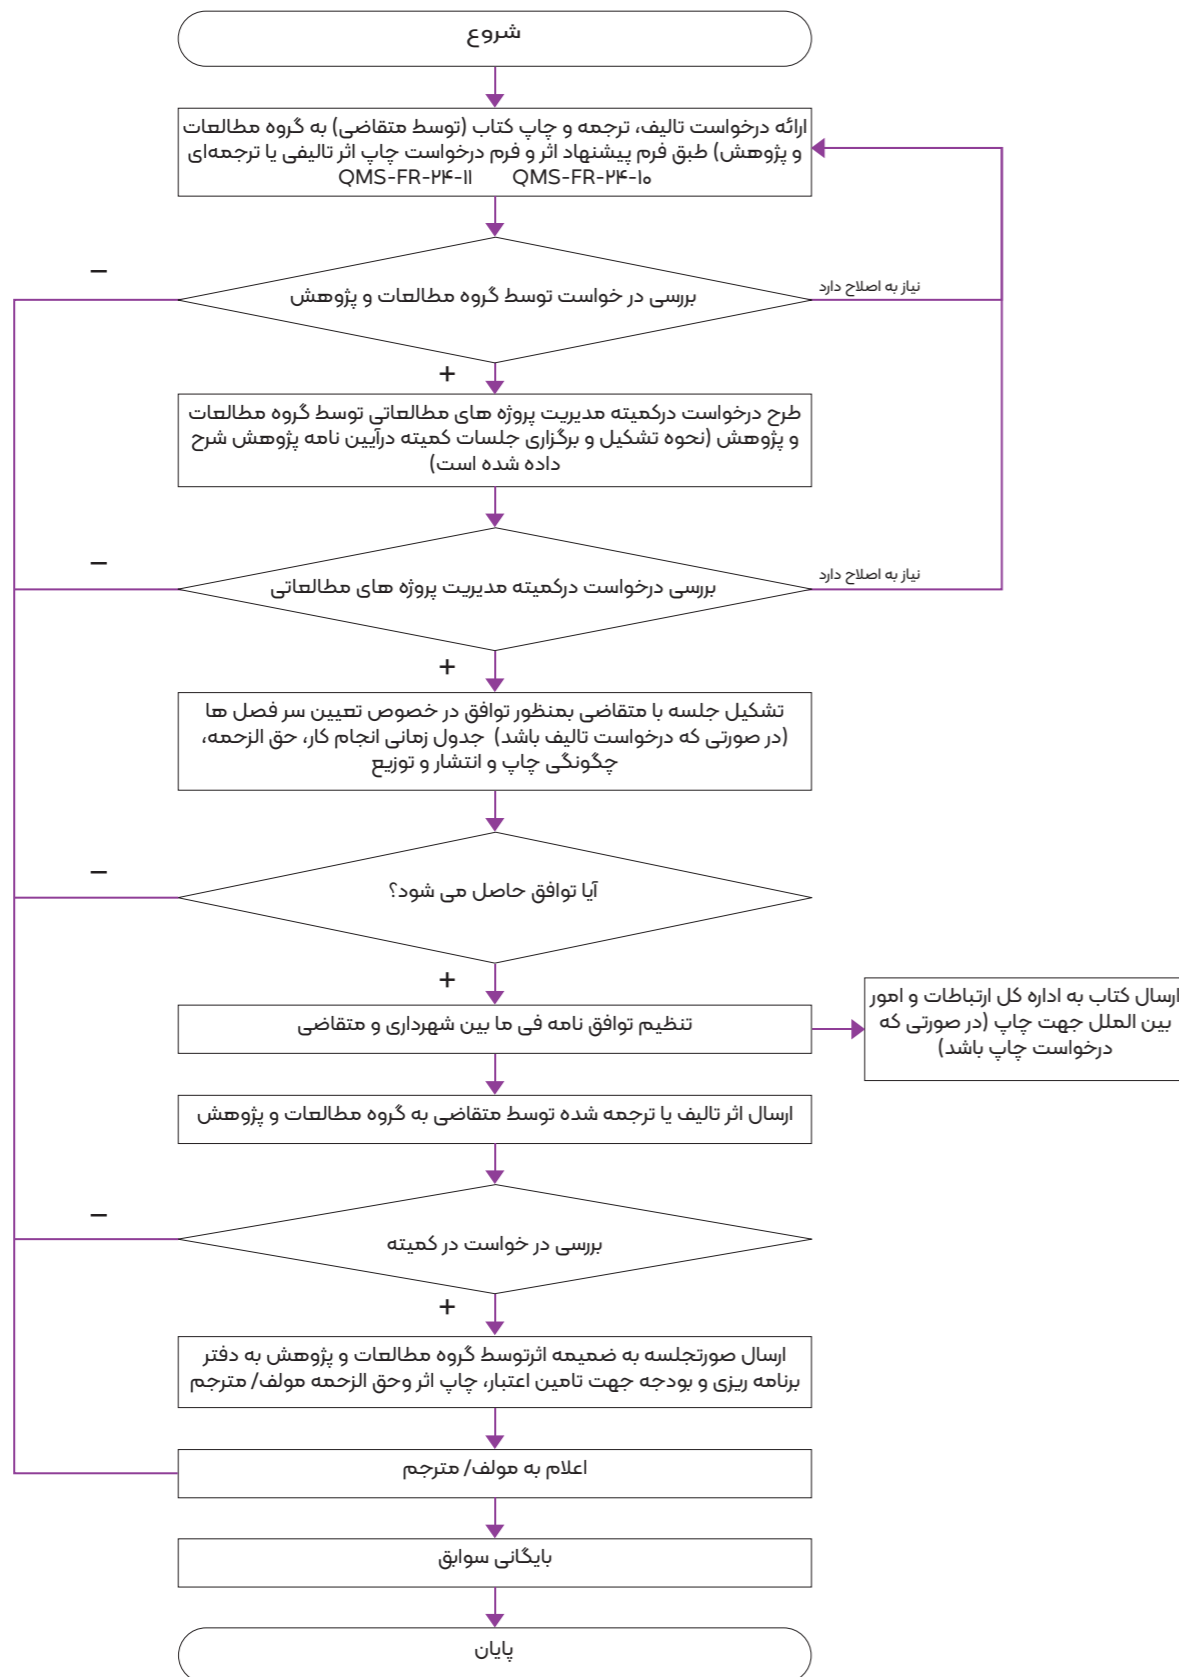 شروع
ارائه درخواست تالیف، ترجمه و چاپ کتاب (توسط متقاضی) به گروه مطالعات
و پژوهش) طبق فرم پیشنهاد اثر و فرم درخواست چاپ اثر تالیفی یا ترجمه‌ای
QMS-FR-۲۴-۱۱ QMS-FR-۲۴-۱۰
–
بررسی در خواست توسط گروه مطالعات و پژوهش
نیاز به اصلاح دارد
+
طرح درخواست درکمیته مدیریت پروژه های مطالعاتی توسط گروه مطالعات
و پژوهش (نحوه تشکیل و برگزاری جلسات کمیته درآیین نامه پژوهش شرح
داده شده است)
–
بررسی درخواست درکمیته مدیریت پروژه های مطالعاتی
نیاز به اصلاح دارد
+
تشکیل جلسه با متقاضی بمنظور توافق در خصوص تعیین سر فصل ها
(در صورتی که درخواست تالیف باشد) جدول زمانی انجام کار، حق الزحمه،
چگونگی چاپ و انتشار و توزیع
–
آیا توافق حاصل می شود؟
+
تنظیم توافق نامه فی ما بین شهرداری و متقاضی
ارسال کتاب به اداره کل ارتباطات و امور
بین الملل جهت چاپ (در صورتی که
درخواست چاپ باشد)
ارسال اثر تالیف یا ترجمه شده توسط متقاضی به گروه مطالعات و پژوهش
–
بررسی در خواست در کمیته
+
ارسال صورتجلسه به ضمیمه اثرتوسط گروه مطالعات و پژوهش به دفتر
برنامه ریزی و بودجه جهت تامین اعتبار، چاپ اثر وحق الزحمه مولف/ مترجم
اعلام به مولف/ مترجم
بایگانی سوابق
پایان